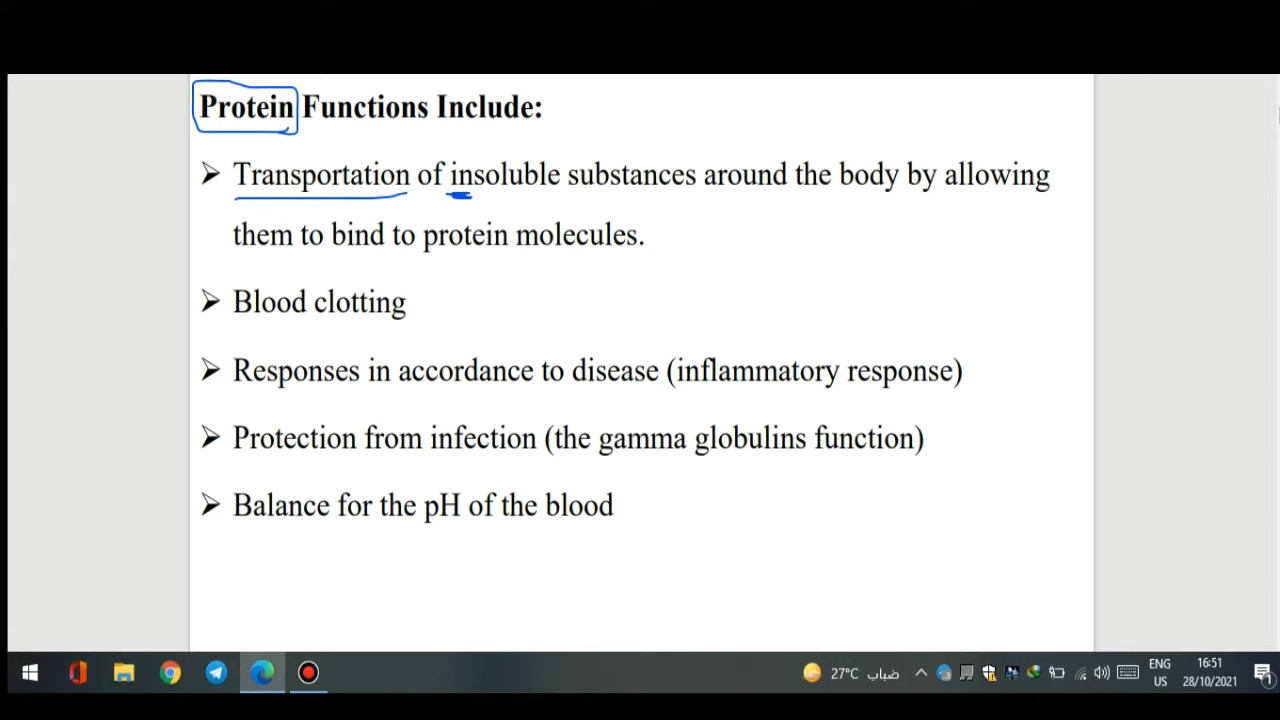 Protein Functions Include:
➢ Transportation of insoluble substances around the body by allowing
them to bind to protein molecules.
➢ Blood clotting
➢ Responses in accordance to disease (inflammatory response)
➢ Protection from infection (the gamma globulins function)
➢ Balance for the pH of the blood
27°C ضباب
ENG
US
16:51
28/10/2021
1